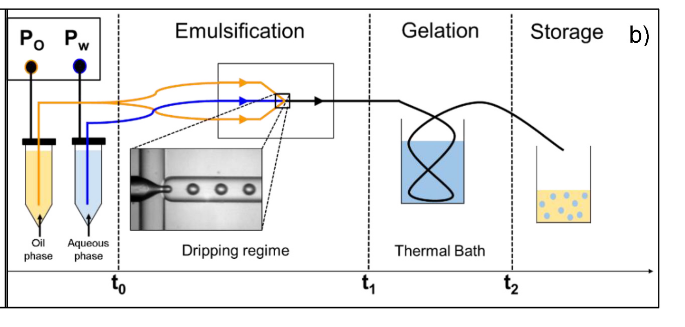 Emulsification
Gelation
Storage
b)
PO
Pw
Oil
phase
Aqueous
phase
Dripping regime
Thermal Bath
t0
t1
t2